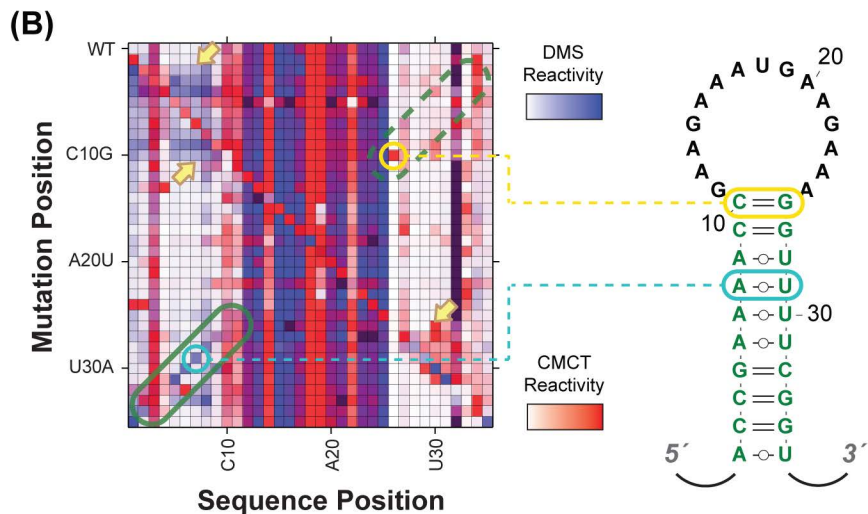 (B)
WT
C10G
A20U
U30A
Mutation Position
C10
A20
U30
Sequence Position
DMS
Reactivity
CMCT
Reactivity
A U G
A A
20
A A
G G
A A
A A
G A
10
C G
C G
A U
A U
A U
30
A U
G C
C G
C G
A U
5´ 3´